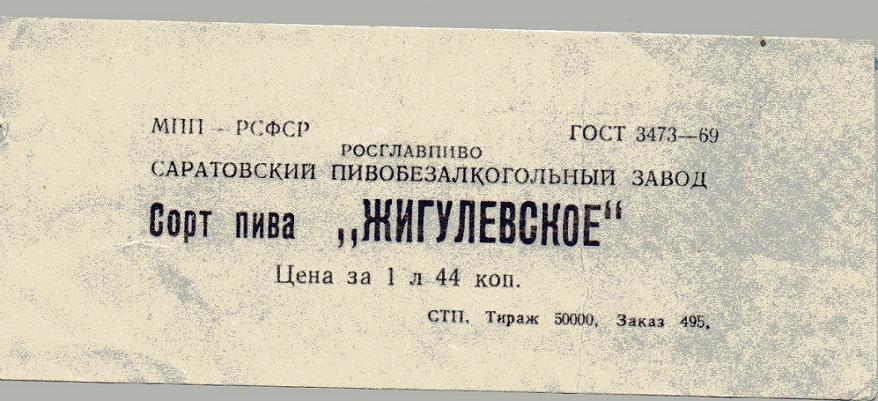 МПП — РСФСР ГОСТ 3473—69
РОСГЛАВПИВО
САРАТОВСКИЙ ПИВОБЕЗАЛКОГОЛЬНЫЙ ЗАВОД
Сорт пива „ЖИГУЛЕВСКОЕ“
Цена за 1 л 44 коп.
СТП. Тираж 50000. Заказ 495.